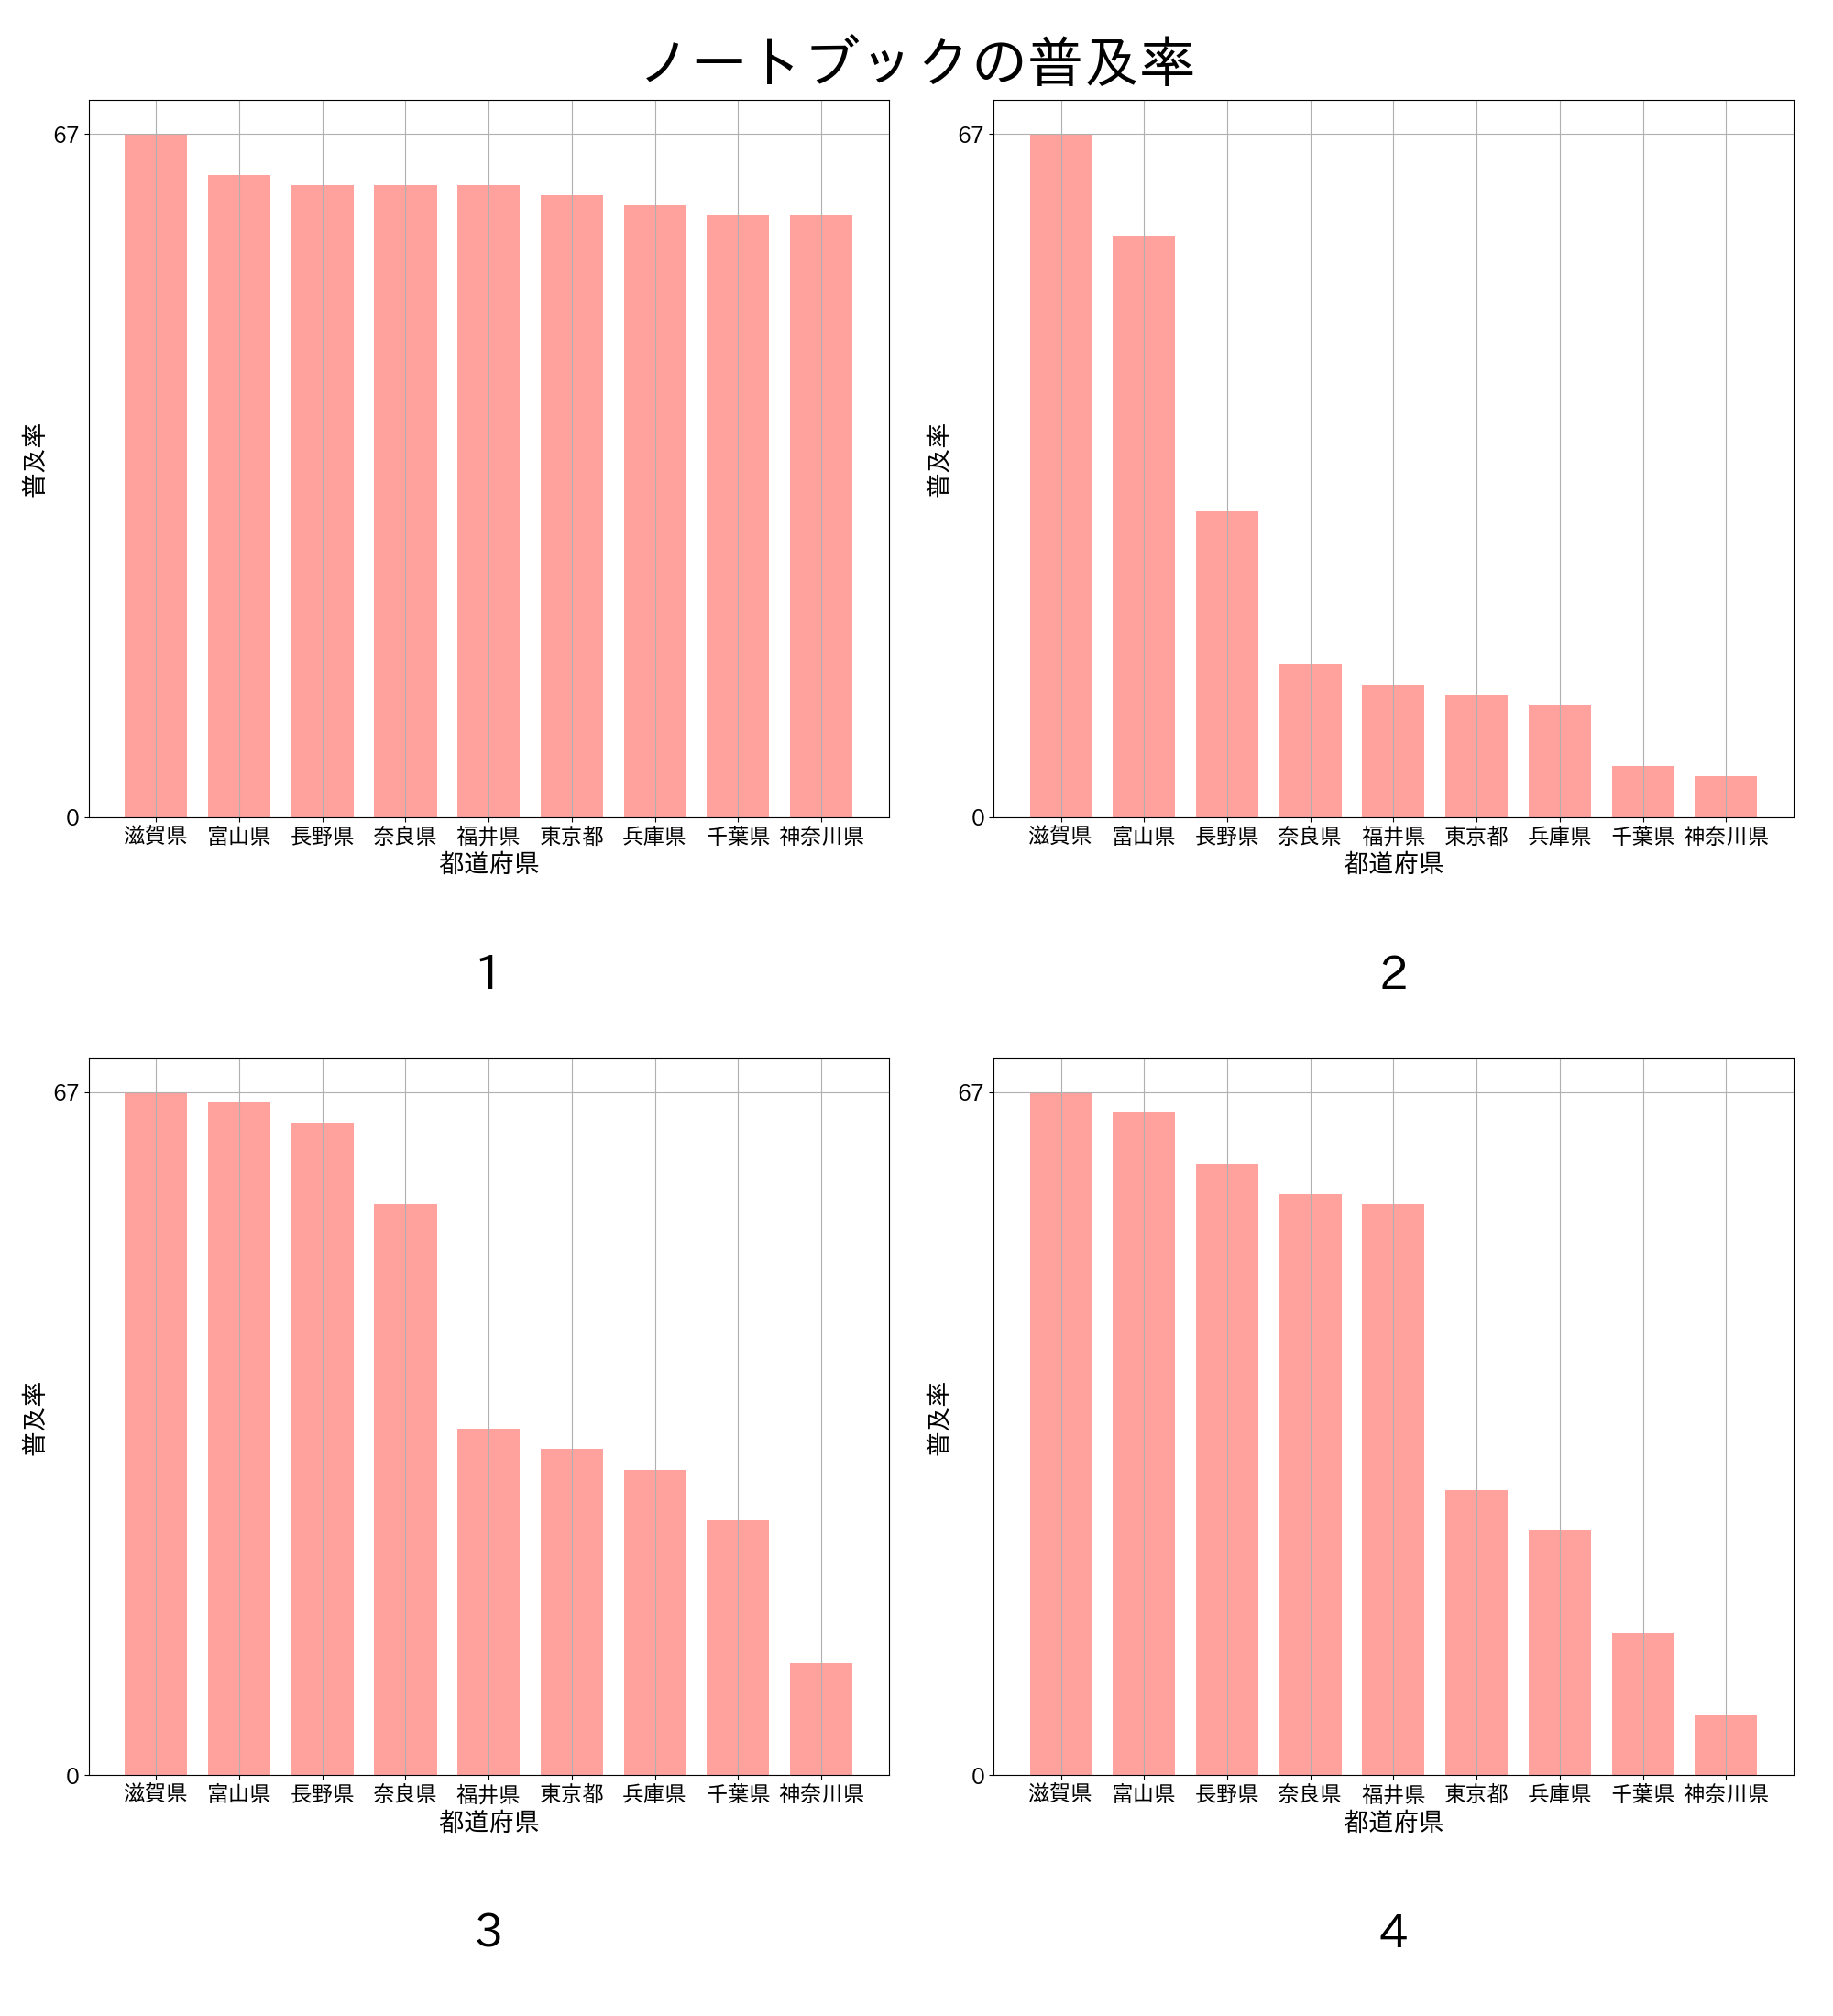 ノートブックの普及率
67
0
普及率
滋賀県 富山県 長野県 奈良県 福井県 東京都 兵庫県 千葉県 神奈川県
都道府県
1
67
0
普及率
滋賀県 富山県 長野県 奈良県 福井県 東京都 兵庫県 千葉県 神奈川県
都道府県
2
67
0
普及率
滋賀県 富山県 長野県 奈良県 福井県 東京都 兵庫県 千葉県 神奈川県
都道府県
3
67
0
普及率
滋賀県 富山県 長野県 奈良県 福井県 東京都 兵庫県 千葉県 神奈川県
都道府県
4